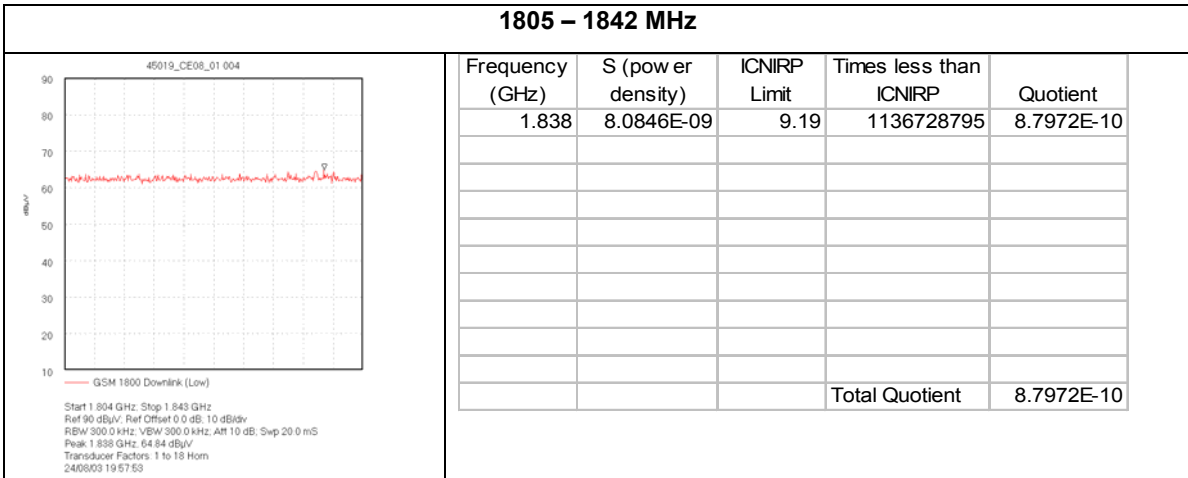 1805 – 1842 MHz
45019_CE08_01 004
90
80
70
60
50
40
30
20
10
dBµV
GSM 1800 Downlink (Low)
Start 1.804 GHz; Stop 1.843 GHz
Ref 90 dBµV; Ref Offset 0.0 dB; 10 dB/div
RBW 300.0 kHz; VBW 300.0 kHz; Att 10 dB; Swp 20.0 mS
Peak 1.838 GHz, 64.84 dBµV
Transducer Factors: 1 to 18 Horn
24/08/03 19:57:53
Frequency (GHz) S (pow er density) ICNIRP Limit Times less than ICNIRP Quotient
1.838 8.0846E-09 9.19 1136728795 8.7972E-10
Total Quotient 8.7972E-10